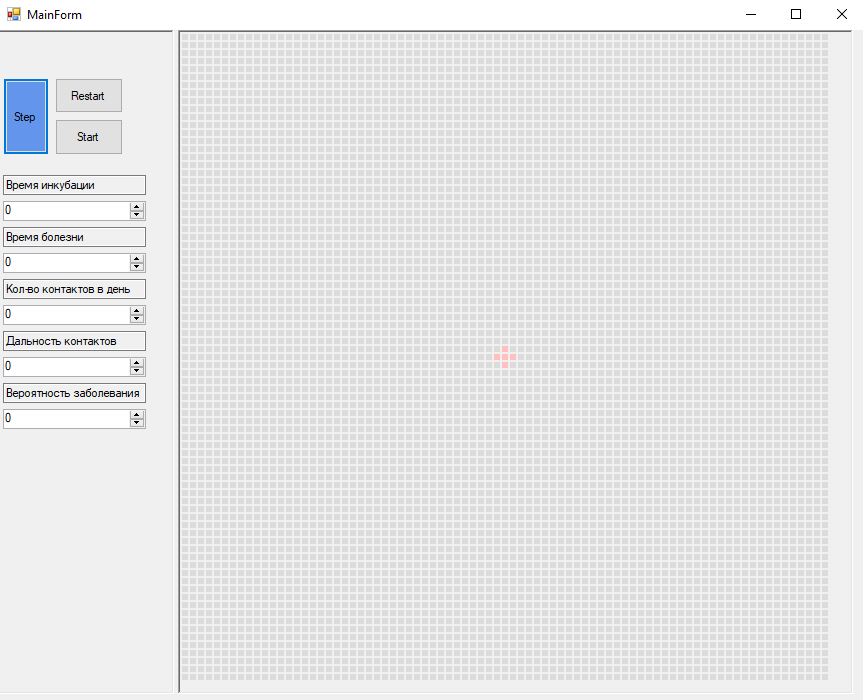 MainForm
Step
Restart
Start
Время инкубации
0
Время болезни
0
Кол-во контактов в день
0
Дальность контактов
0
Вероятность заболевания
0